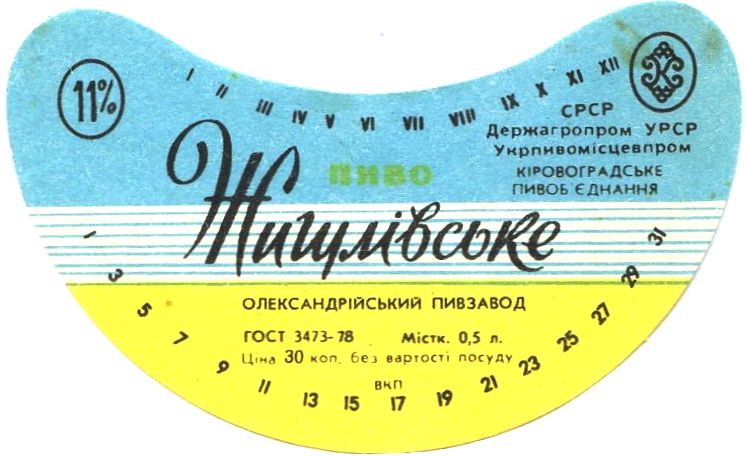 11%
I II III IV V VI VII VIII IX X XI XII
К
СРСР
Держагропром УРСР
Укрпивомісцевпром
КІРОВОГРАДСЬКЕ
ПИВОБ'ЄДНАННЯ
ПИВО
Жигулівське
ОЛЕКСАНДРІЙСЬКИЙ ПИВЗАВОД
ГОСТ 3473-78 Містк. 0,5 л.
Ціна 30 коп. без вартості посуду
ВКП
1 3 5 7 9 11 13 15 17 19 21 23 25 27 29 31